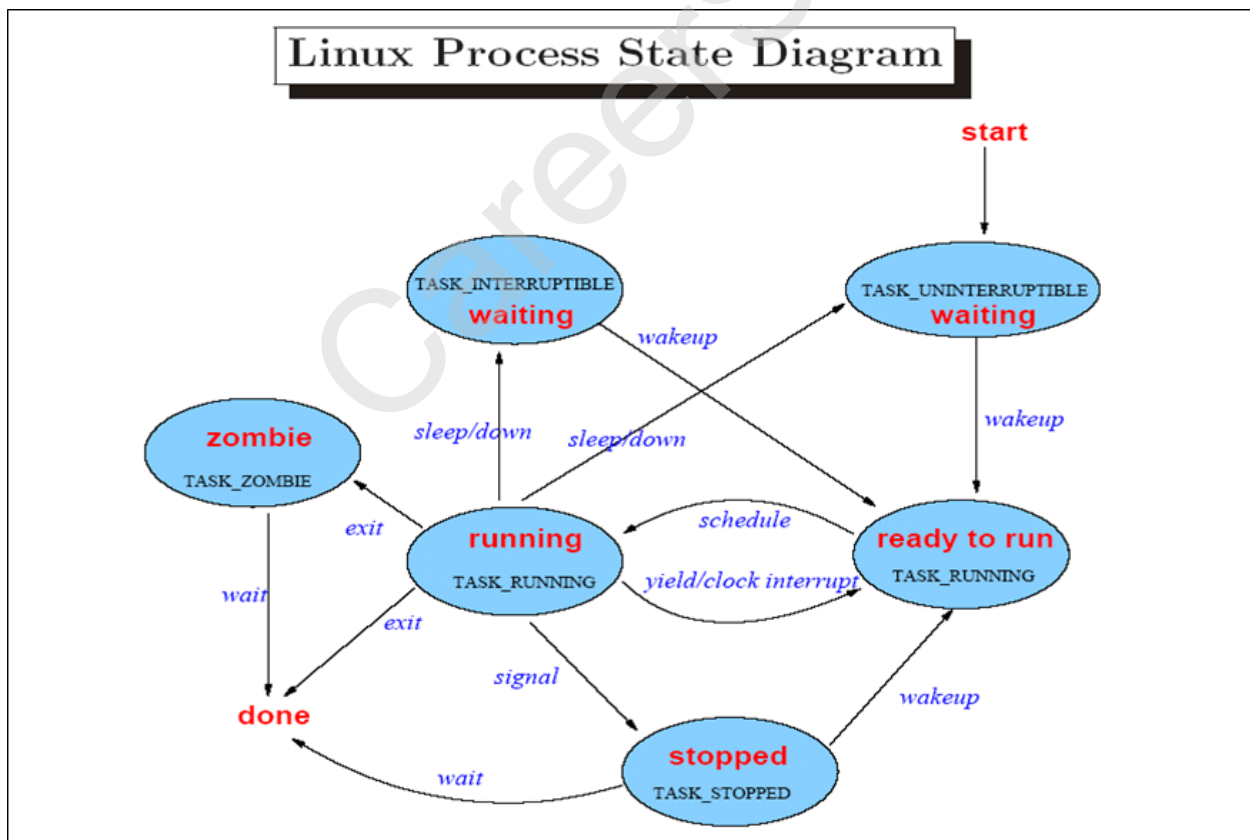 Linux Process State Diagram
start
TASK_INTERRUPTIBLE
waiting
TASK_UNINTERRUPTIBLE
waiting
wakeup
wakeup
sleep/down
sleep/down
zombie
TASK_ZOMBIE
exit
running
TASK_RUNNING
schedule
yield/clock interrupt
ready to run
TASK_RUNNING
wait
exit
signal
wakeup
done
stopped
TASK_STOPPED
wait
Careers